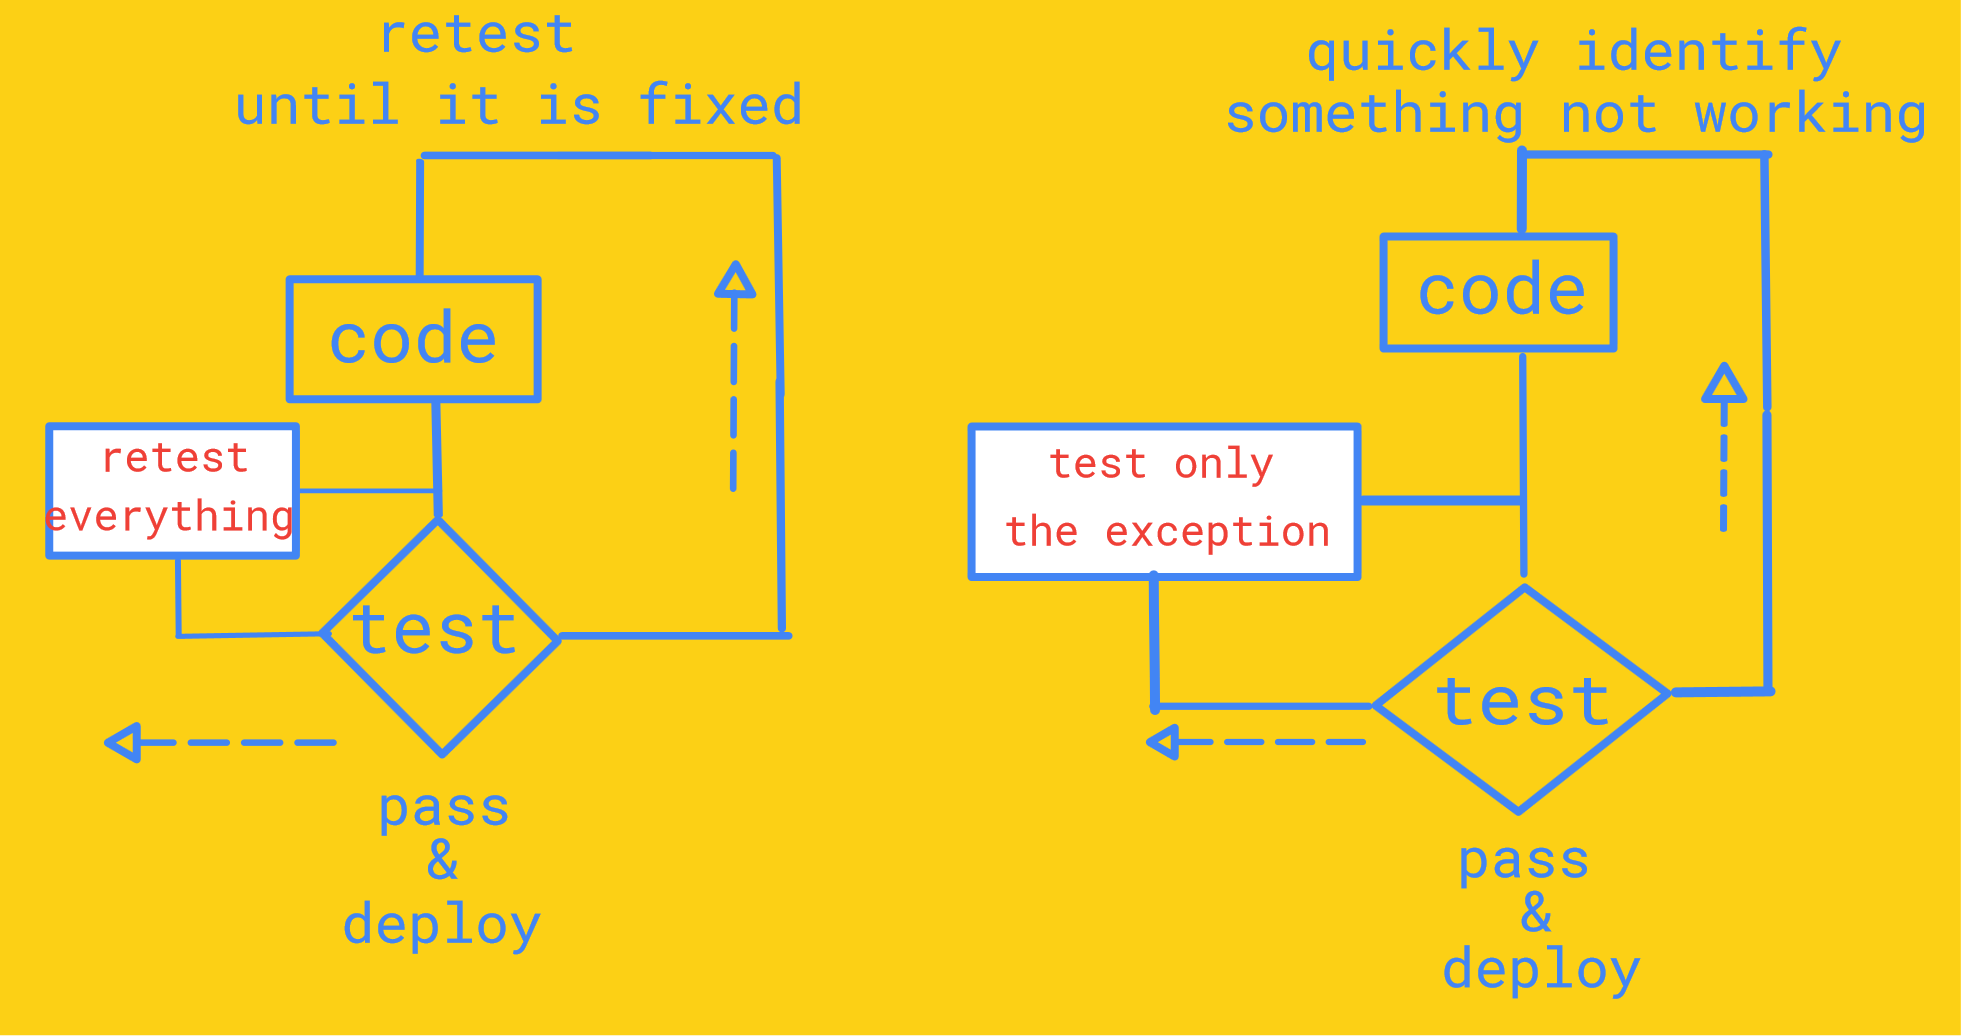 retest
until it is fixed
code
retest
everything
test
pass
&
deploy
quickly identify
something not working
code
test only
the exception
test
pass
&
deploy